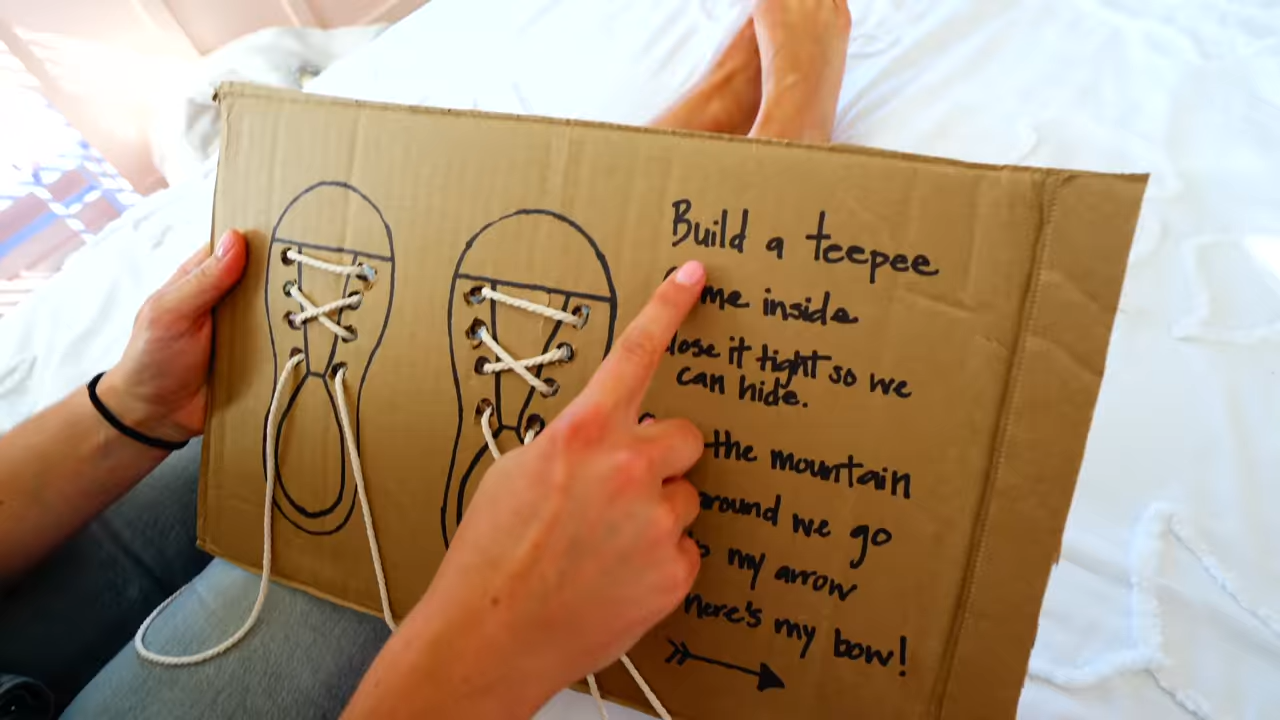 Build a teepee
me inside
lose it tight so we
can hide.
the mountain
around we go
my arrow
here's my bow!